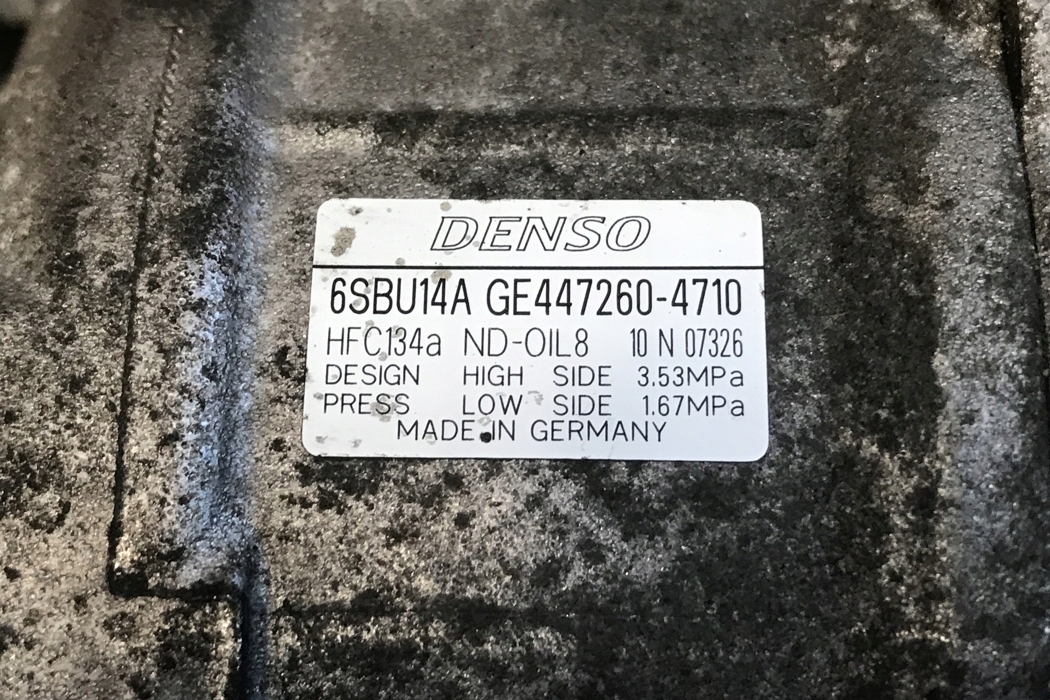 DENSO
6SBU14A GE447260-4710
HFC134a ND-OIL8 10 N 07326
DESIGN HIGH SIDE 3.53MPa
PRESS LOW SIDE 1.67MPa
MADE IN GERMANY